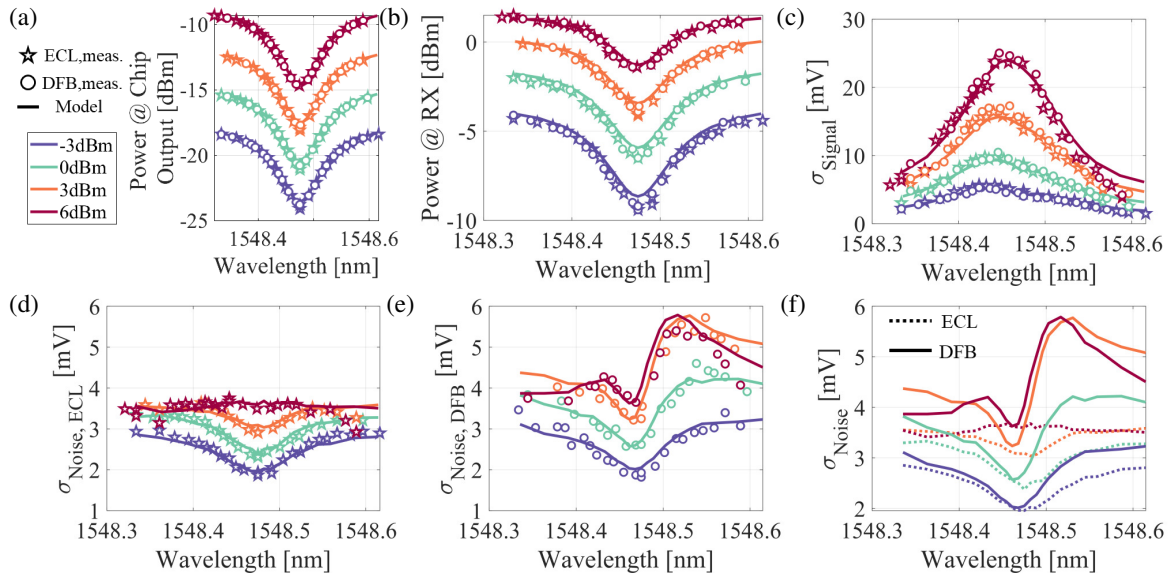 (a)
(b)
(c)
ECL,meas.
DFB,meas.
Model
-3dBm
0dBm
3dBm
6dBm
Power @ Chip
Output [dBm]
-10
-15
-20
-25
1548.4
1548.5
1548.6
Wavelength [nm]
Power @ RX [dBm]
0
-5
-10
1548.3
1548.4
1548.5
1548.6
Wavelength [nm]
σSignal [mV]
30
20
10
0
1548.3
1548.4
1548.5
1548.6
Wavelength [nm]
(d)
(e)
(f)
σNoise, ECL [mV]
6
5
4
3
2
1
1548.3
1548.4
1548.5
1548.6
Wavelength [nm]
σNoise, DFB [mV]
6
5
4
3
2
1
1548.3
1548.4
1548.5
1548.6
Wavelength [nm]
σNoise [mV]
6
5
4
3
2
ECL
DFB
1548.3
1548.4
1548.5
1548.6
Wavelength [nm]